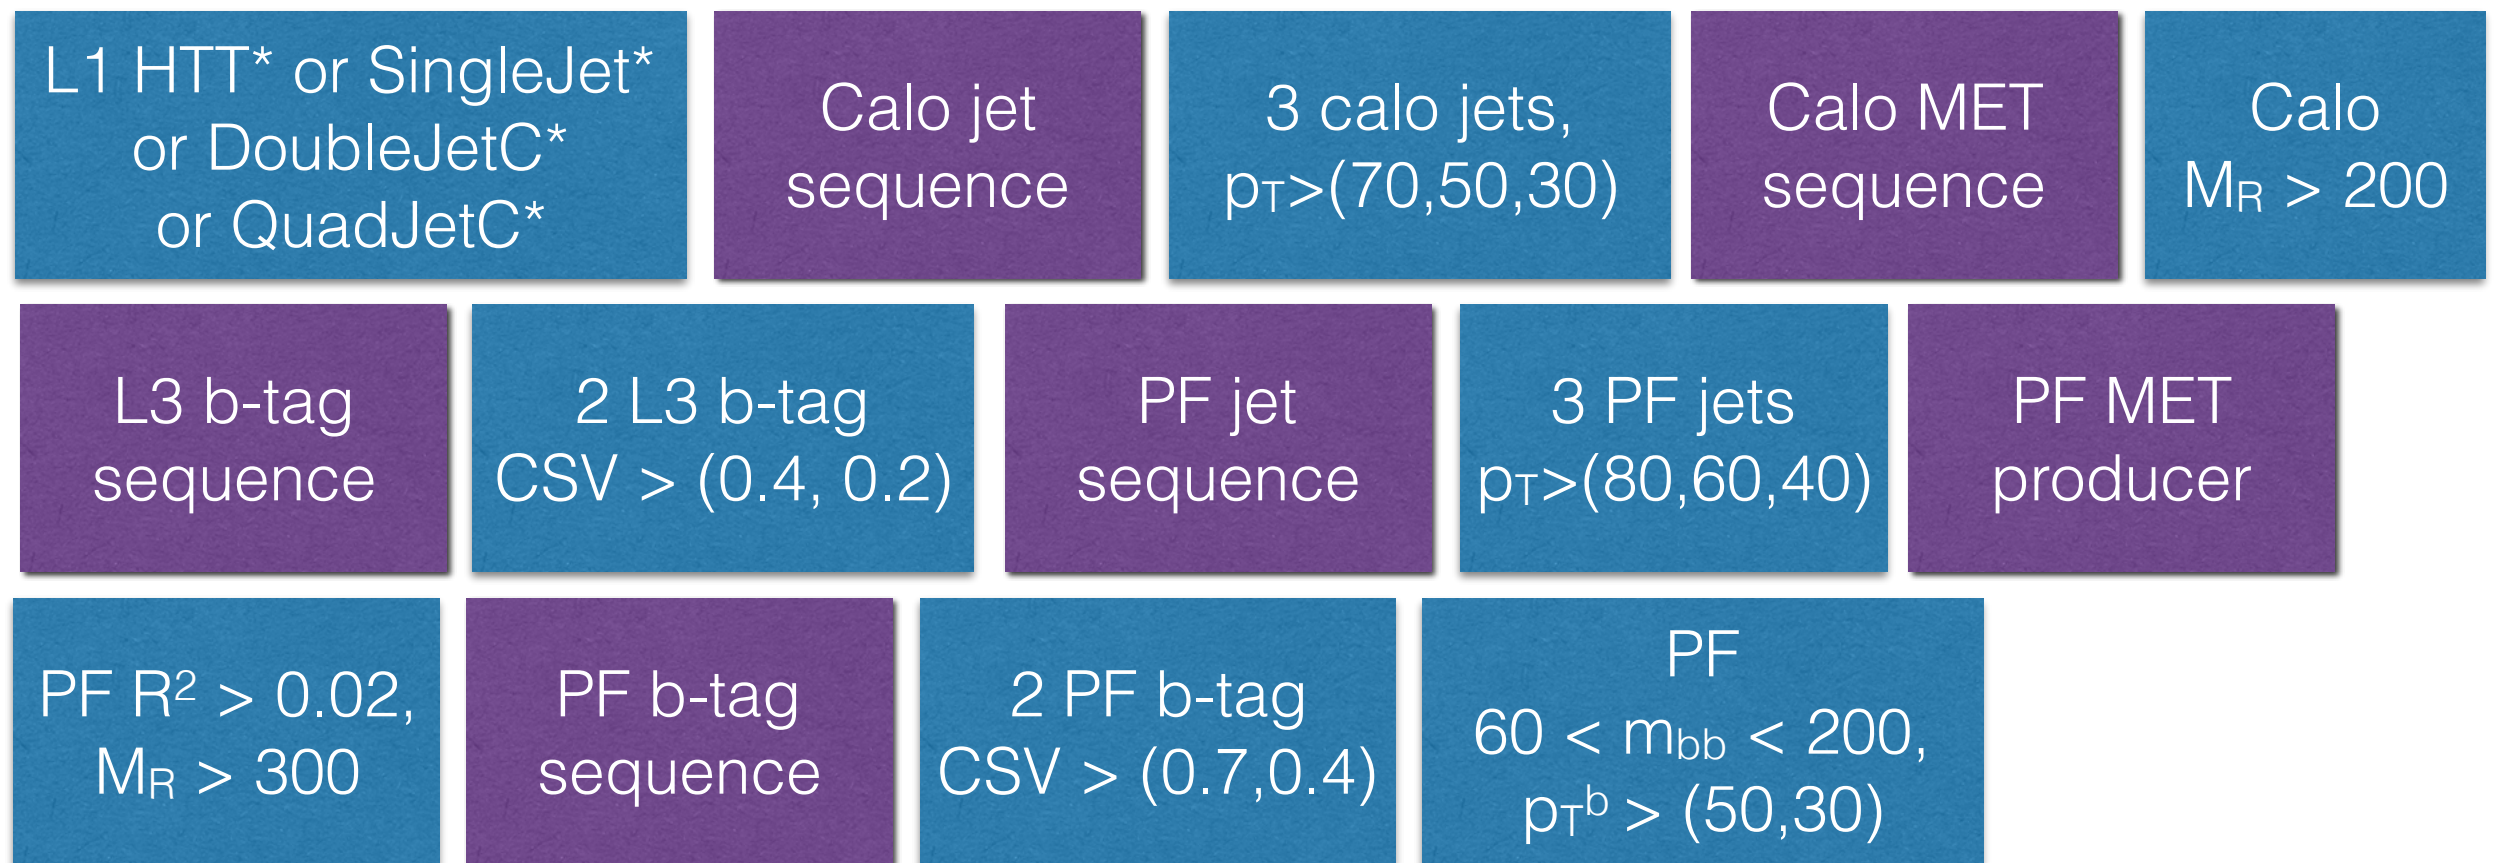 L1 HTT* or SingleJet*
or DoubleJetC*
or QuadJetC*
Calo jet
sequence
3 calo jets,
pT>(70,50,30)
Calo MET
sequence
Calo
MR > 200
L3 b-tag
sequence
2 L3 b-tag
CSV > (0.4, 0.2)
PF jet
sequence
3 PF jets
pT>(80,60,40)
PF MET
producer
PF R² > 0.02,
MR > 300
PF b-tag
sequence
2 PF b-tag
CSV > (0.7,0.4)
PF
60 < mbb < 200,
pTb > (50,30)